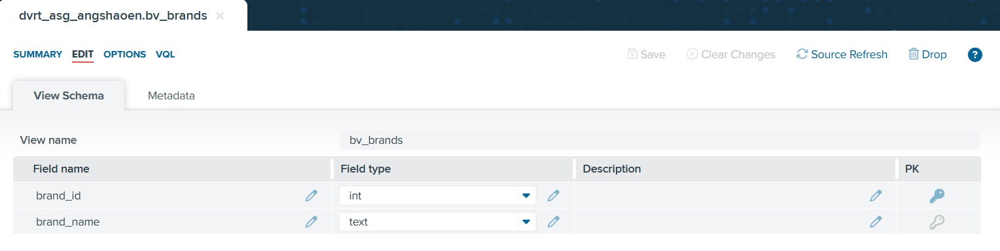 dvrt_asg_angshaoen.bv_brands ×
SUMMARY EDIT OPTIONS VQL Save Clear Changes Source Refresh Drop ?
View Schema Metadata
View name bv_brands
Field name Field type Description PK
brand_id int
brand_name text